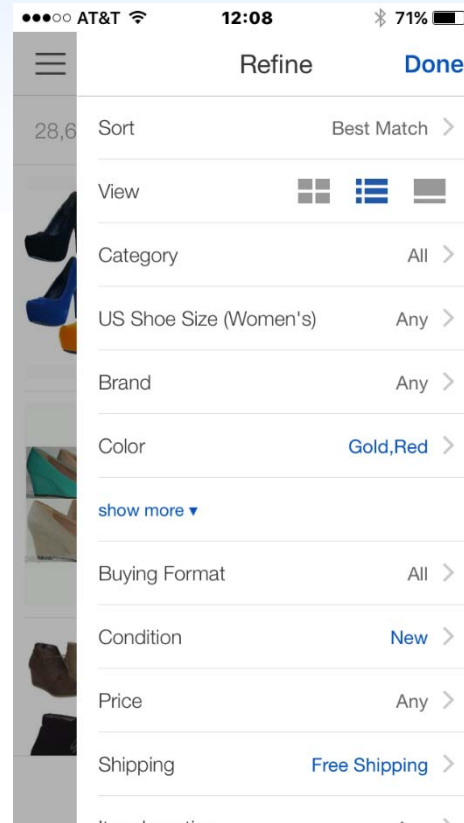 AT&T 12:08 71%
Refine Done
28,6
Sort Best Match
View
Category All
US Shoe Size (Women's) Any
Brand Any
Color Gold,Red
show more ▾
Buying Format All
Condition New
Price Any
Shipping Free Shipping